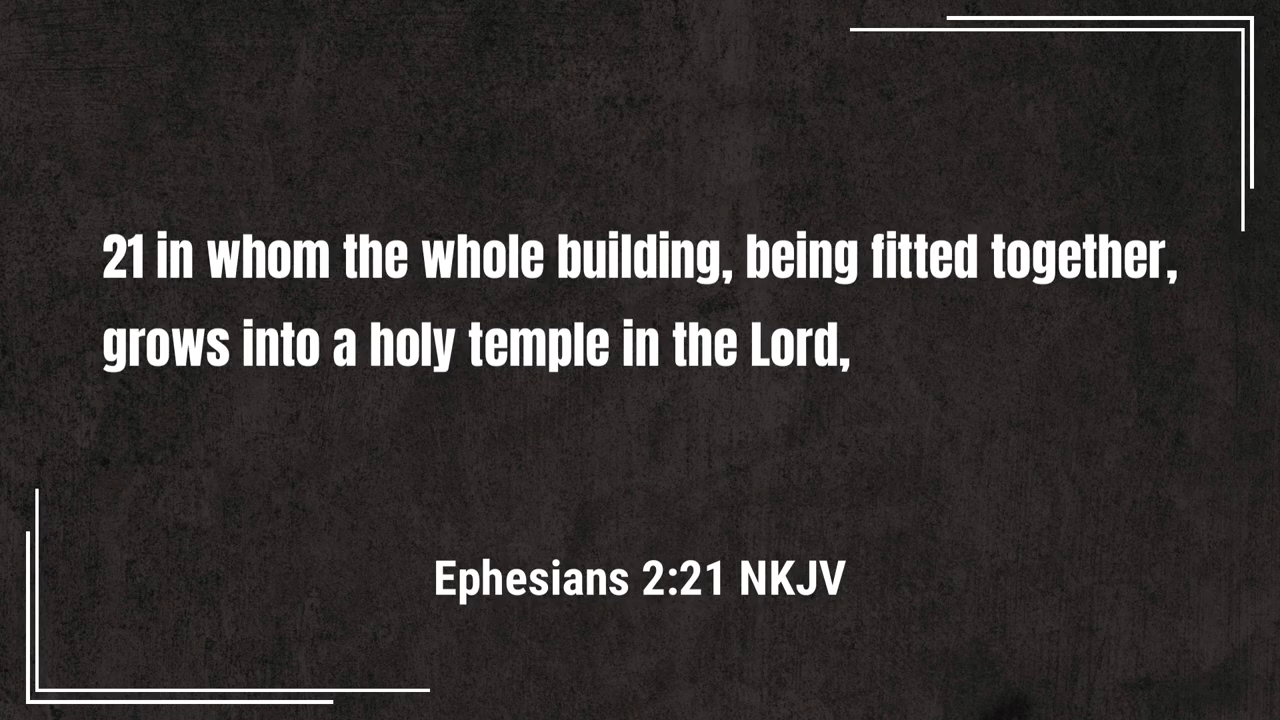 21 in whom the whole building, being fitted together,
grows into a holy temple in the Lord,
Ephesians 2:21 NKJV